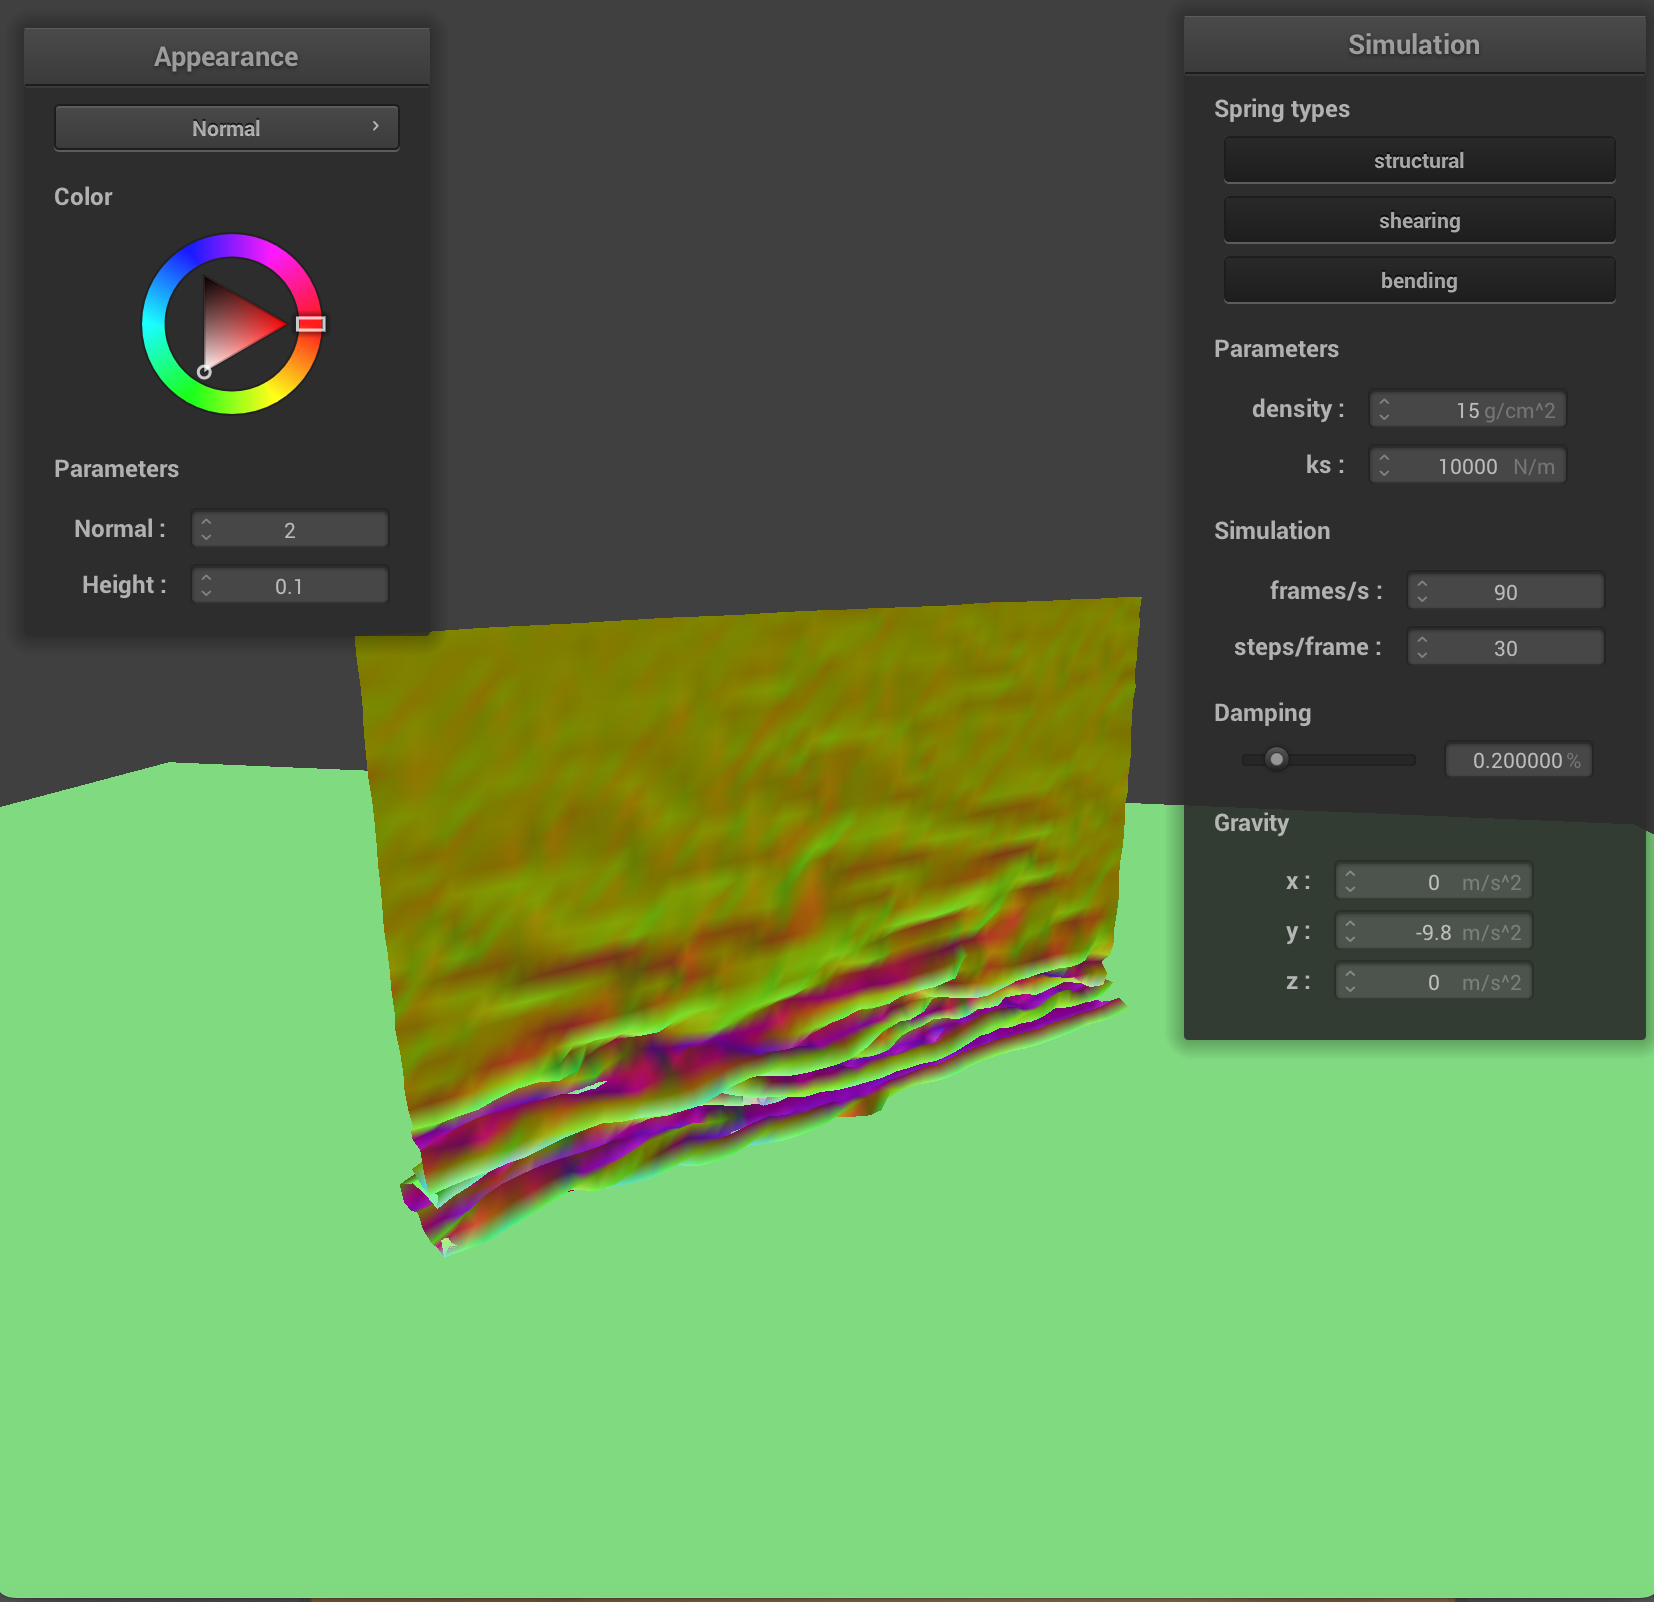 Appearance
Normal
Color
Parameters
Normal :
2
Height :
0.1
Simulation
Spring types
structural
shearing
bending
Parameters
density :
15 g/cm^2
ks :
10000 N/m
Simulation
frames/s :
90
steps/frame :
30
Damping
0.200000 %
Gravity
x :
0 m/s^2
y :
-9.8 m/s^2
z :
0 m/s^2